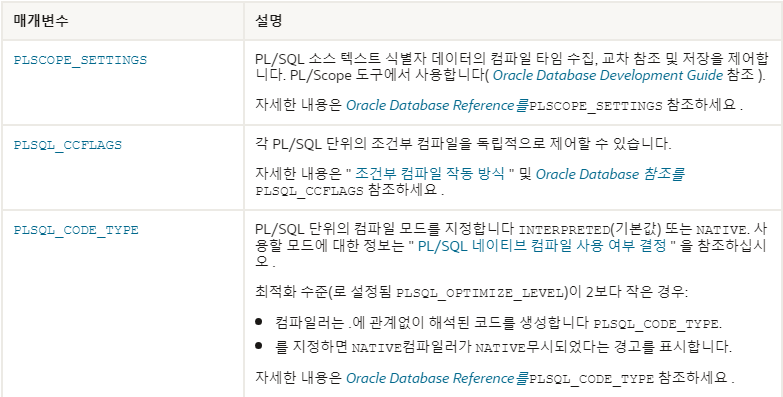 매개변수 설명
PLSCOPE_SETTINGS PL/SQL 소스 텍스트 식별자 데이터의 컴파일 타임 수집, 교차 참조 및 저장을 제어합
니다. PL/Scope 도구에서 사용합니다( Oracle Database Development Guide 참조 ).
자세한 내용은 Oracle Database Reference를PLSCOPE_SETTINGS 참조하세요 .
PLSQL_CCFLAGS 각 PL/SQL 단위의 조건부 컴파일을 독립적으로 제어할 수 있습니다.
자세한 내용은 " 조건부 컴파일 작동 방식 " 및 Oracle Database 참조를
PLSQL_CCFLAGS 참조하세요 .
PLSQL_CODE_TYPE PL/SQL 단위의 컴파일 모드를 지정합니다 INTERPRETED(기본값) 또는 NATIVE. 사
용할 모드에 대한 정보는 " PL/SQL 네이티브 컴파일 사용 여부 결정 " 을 참조하십시
오 .
최적화 수준(로 설정됨 PLSQL_OPTIMIZE_LEVEL)이 2보다 작은 경우:
● 컴파일러는 .에 관계없이 해석된 코드를 생성합니다 PLSQL_CODE_TYPE.
● 를 지정하면 NATIVE컴파일러가 NATIVE무시되었다는 경고를 표시합니다.
자세한 내용은 Oracle Database Reference를PLSQL_CODE_TYPE 참조하세요 .